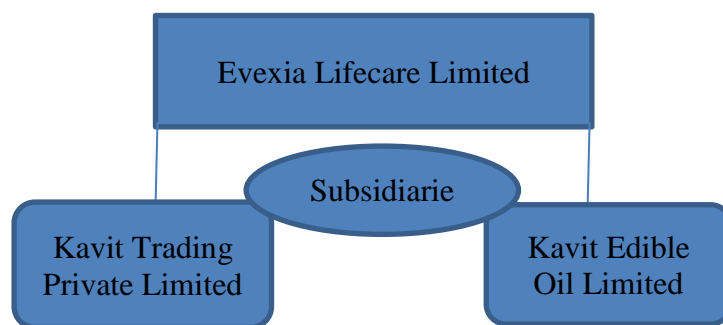 Evexia Lifecare Limited
Subsidiarie
Kavit Trading
Private Limited
Kavit Edible
Oil Limited